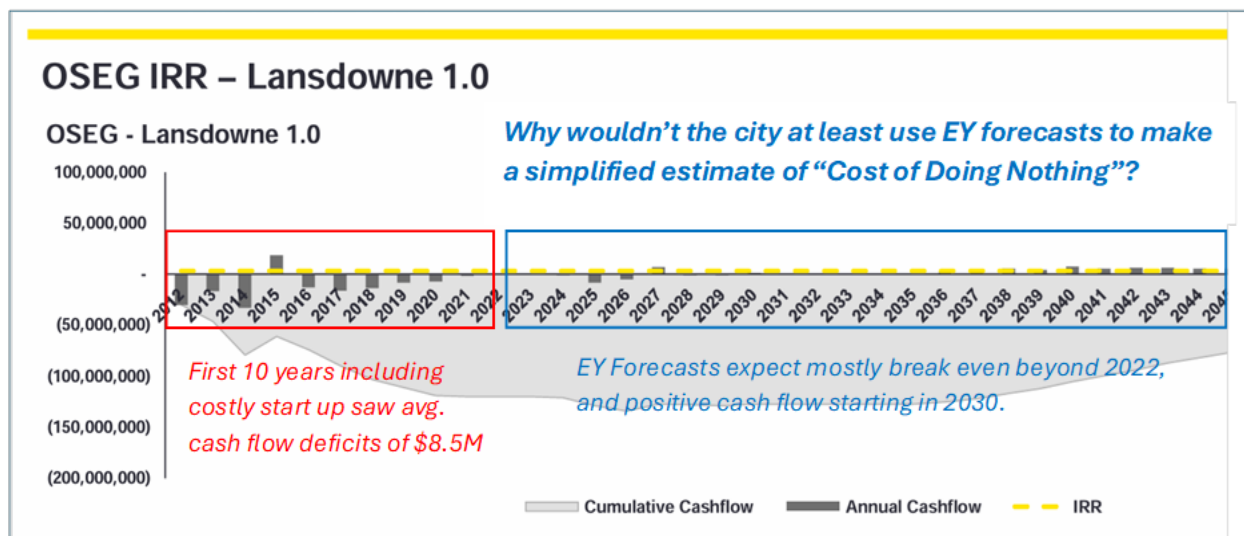 OSEG IRR – Lansdowne 1.0
OSEG - Lansdowne 1.0
Why wouldn't the city at least use EY forecasts to make
a simplified estimate of "Cost of Doing Nothing"?
100,000,000
50,000,000
-
(50,000,000)
(100,000,000)
(150,000,000)
(200,000,000)
2012 2013 2014 2015 2016 2017 2018 2019 2020 2021 2022 2023 2024 2025 2026 2027 2028 2029 2030 2031 2032 2033 2034 2035 2036 2037 2038 2039 2040 2041 2042 2043 2044 2045
First 10 years including
costly start up saw avg.
cash flow deficits of $8.5M
EY Forecasts expect mostly break even beyond 2022,
and positive cash flow starting in 2030.
Cumulative Cashflow Annual Cashflow IRR